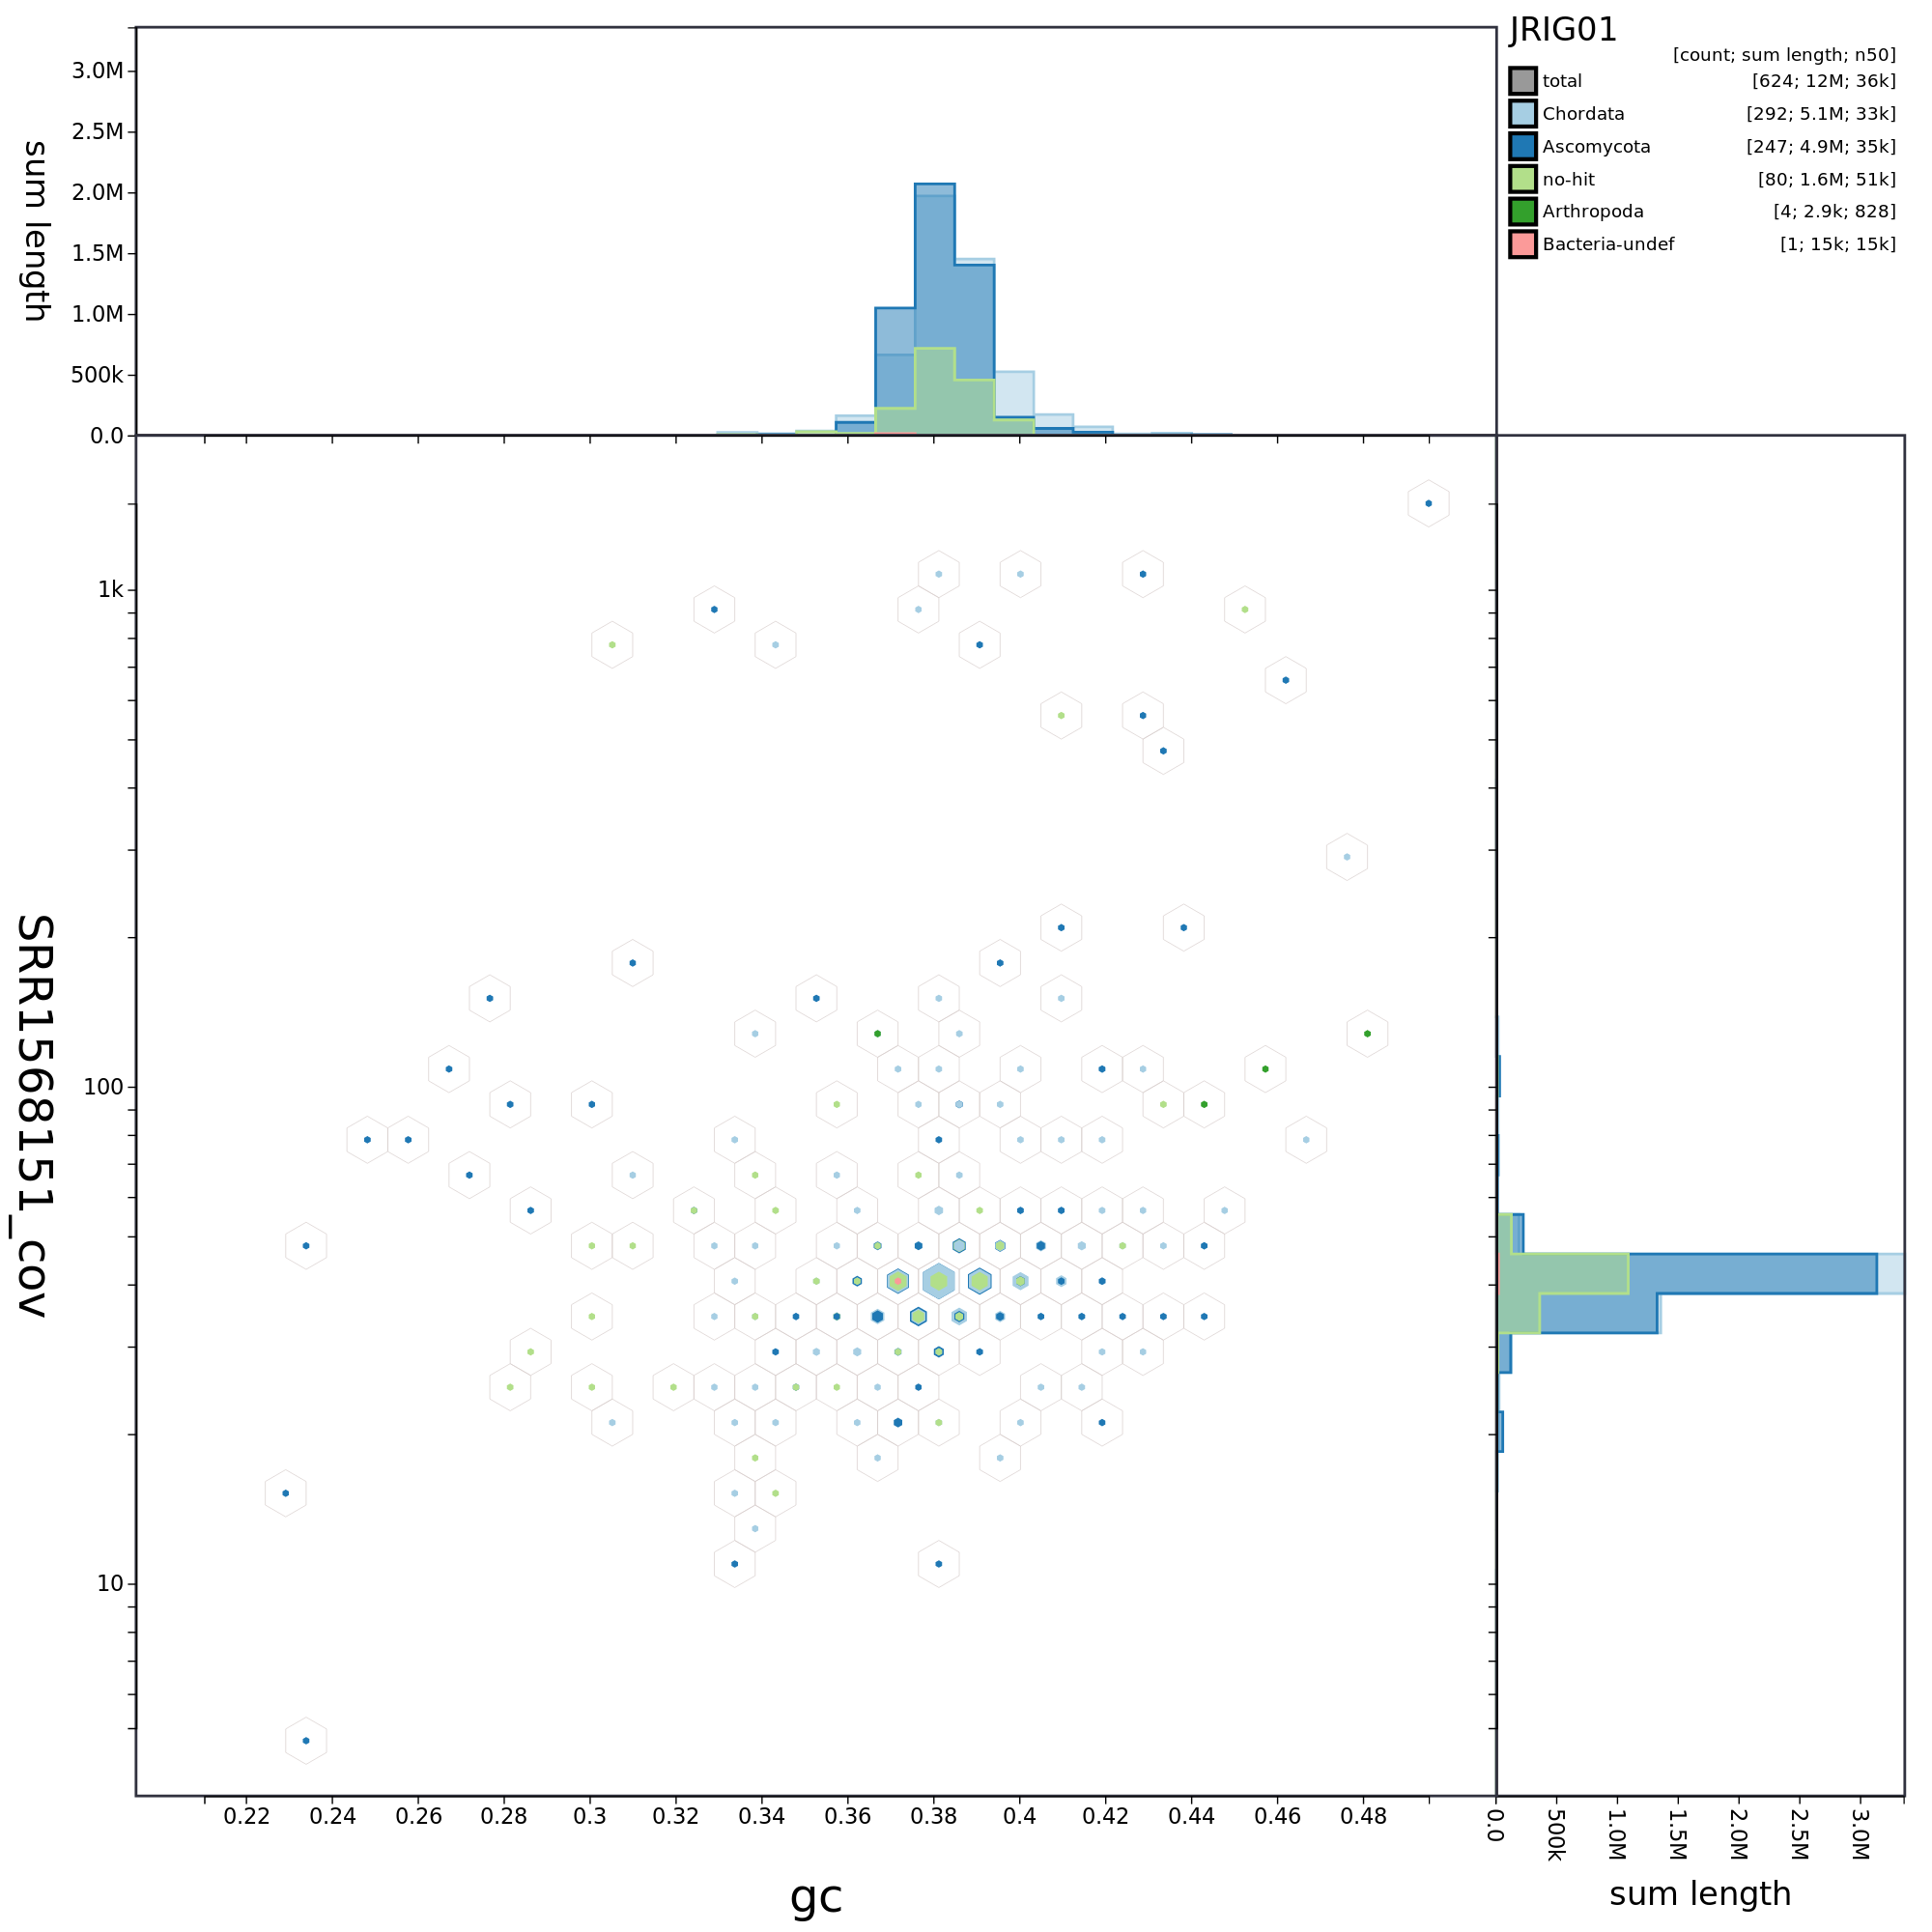 JRIG01
[count; sum length; n50]
total [624; 12M; 36k]
Chordata [292; 5.1M; 33k]
Ascomycota [247; 4.9M; 35k]
no-hit [80; 1.6M; 51k]
Arthropoda [4; 2.9k; 828]
Bacteria-undef [1; 15k; 15k]
sum length
3.0M
2.5M
2.0M
1.5M
1.0M
500k
0.0
SRR1568151_cov
1k
100
10
0.22 0.24 0.26 0.28 0.3 0.32 0.34 0.36 0.38 0.4 0.42 0.44 0.46 0.48
gc
0.0 500k 1.0M 1.5M 2.0M 2.5M 3.0M
sum length